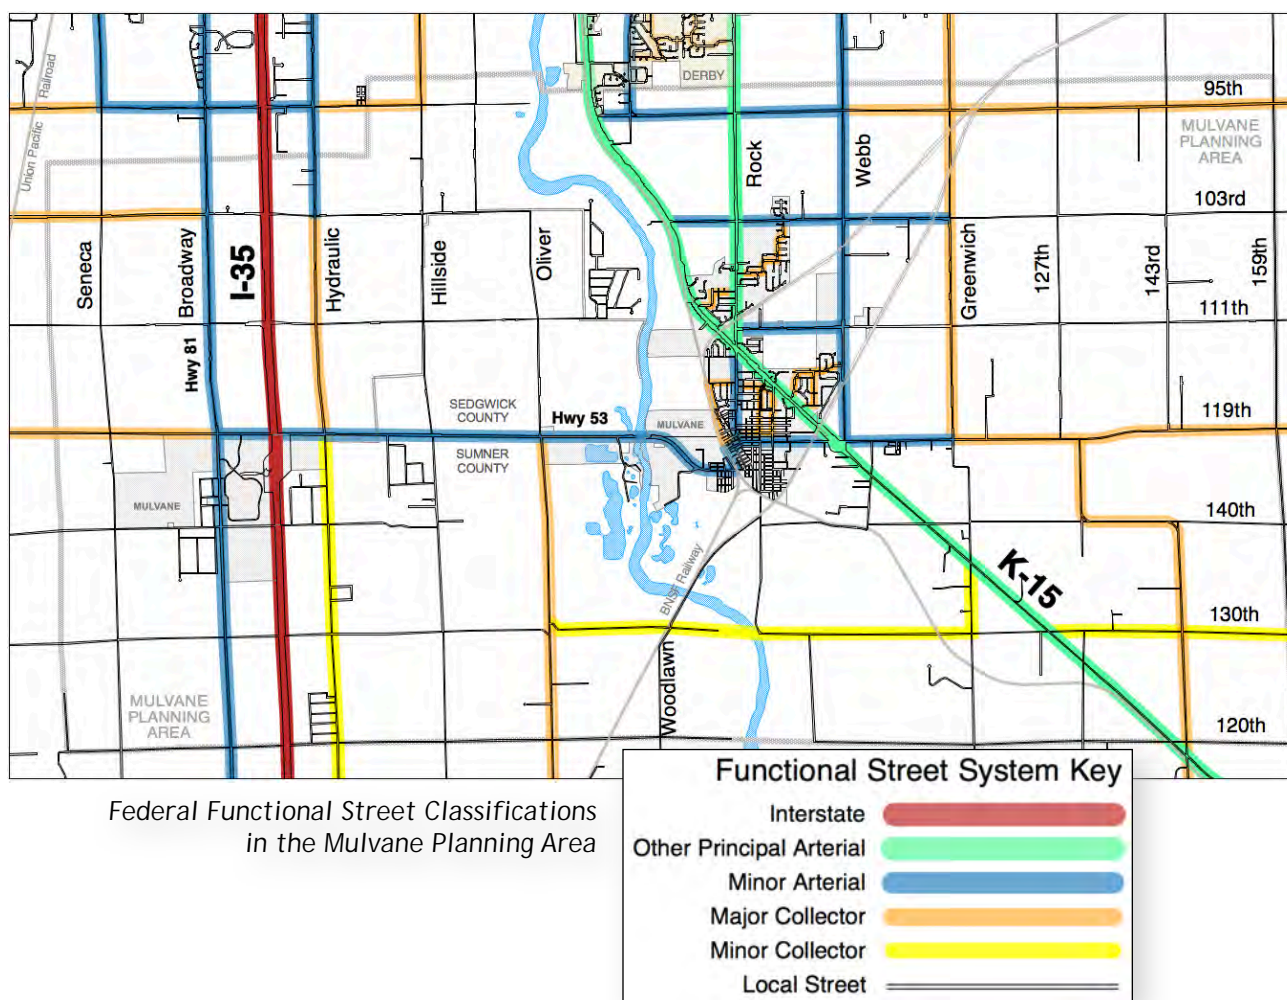 DERBY
95th
MULVANE
PLANNING
AREA
Union Pacific Railroad
Rock
Webb
103rd
Seneca
Broadway
I-35
Hydraulic
Hillside
Oliver
Greenwich
127th
143rd
159th
111th
Hwy 81
SEDGWICK
COUNTY
Hwy 53
MULVANE
119th
SUMNER
COUNTY
MULVANE
140th
BNSF Railway
K-15
130th
MULVANE
PLANNING
AREA
Woodlawn
120th
Functional Street System Key
Interstate
Other Principal Arterial
Minor Arterial
Major Collector
Minor Collector
Local Street
Federal Functional Street Classifications
in the Mulvane Planning Area